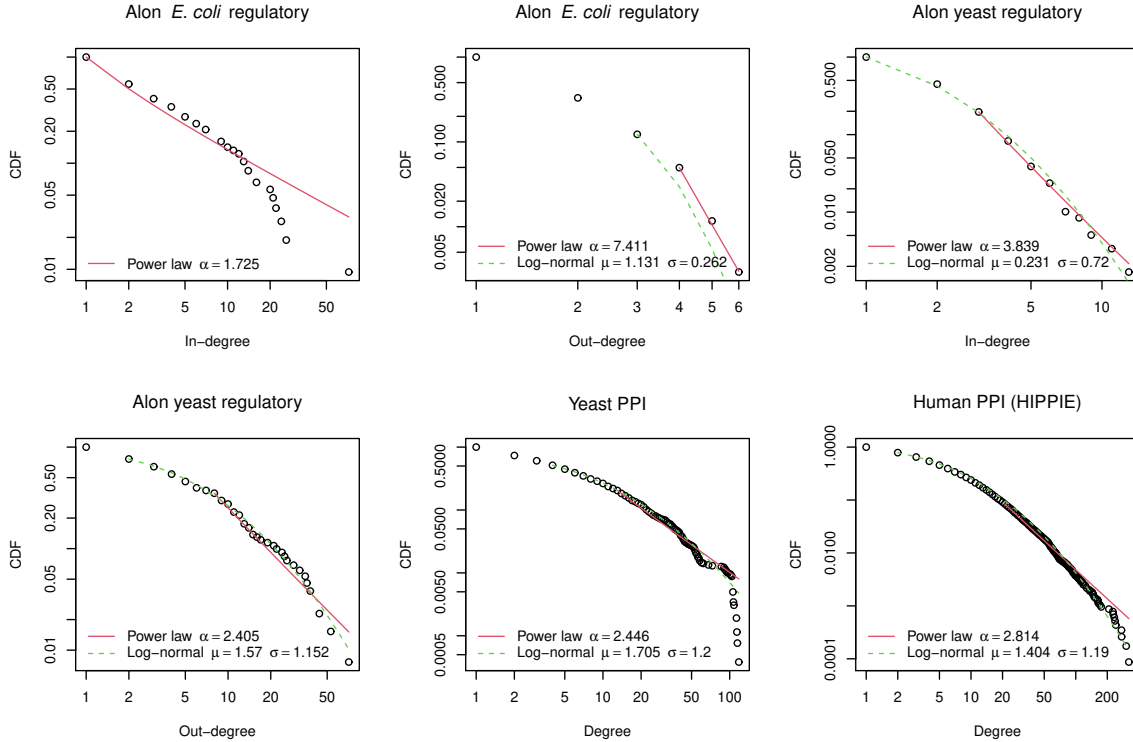 Alon E. coli regulatory
CDF
0.50
0.20
0.05
0.01
Power law α = 1.725
1 2 5 10 20 50
In−degree
Alon E. coli regulatory
CDF
0.500
0.100
0.020
0.005
Power law α = 7.411
Log−normal μ = 1.131 σ = 0.262
1 2 3 4 5 6
Out−degree
Alon yeast regulatory
CDF
0.500
0.050
0.010
0.002
Power law α = 3.839
Log−normal μ = 0.231 σ = 0.72
1 2 5 10
In−degree
Alon yeast regulatory
CDF
0.50
0.20
0.05
0.01
Power law α = 2.405
Log−normal μ = 1.57 σ = 1.152
1 2 5 10 20 50
Out−degree
Yeast PPI
CDF
0.5000
0.0500
0.0050
0.0005
Power law α = 2.446
Log−normal μ = 1.705 σ = 1.2
1 2 5 10 20 50 100
Degree
Human PPI (HIPPIE)
CDF
1.0000
0.0100
0.0001
Power law α = 2.814
Log−normal μ = 1.404 σ = 1.19
1 2 5 10 20 50 200
Degree